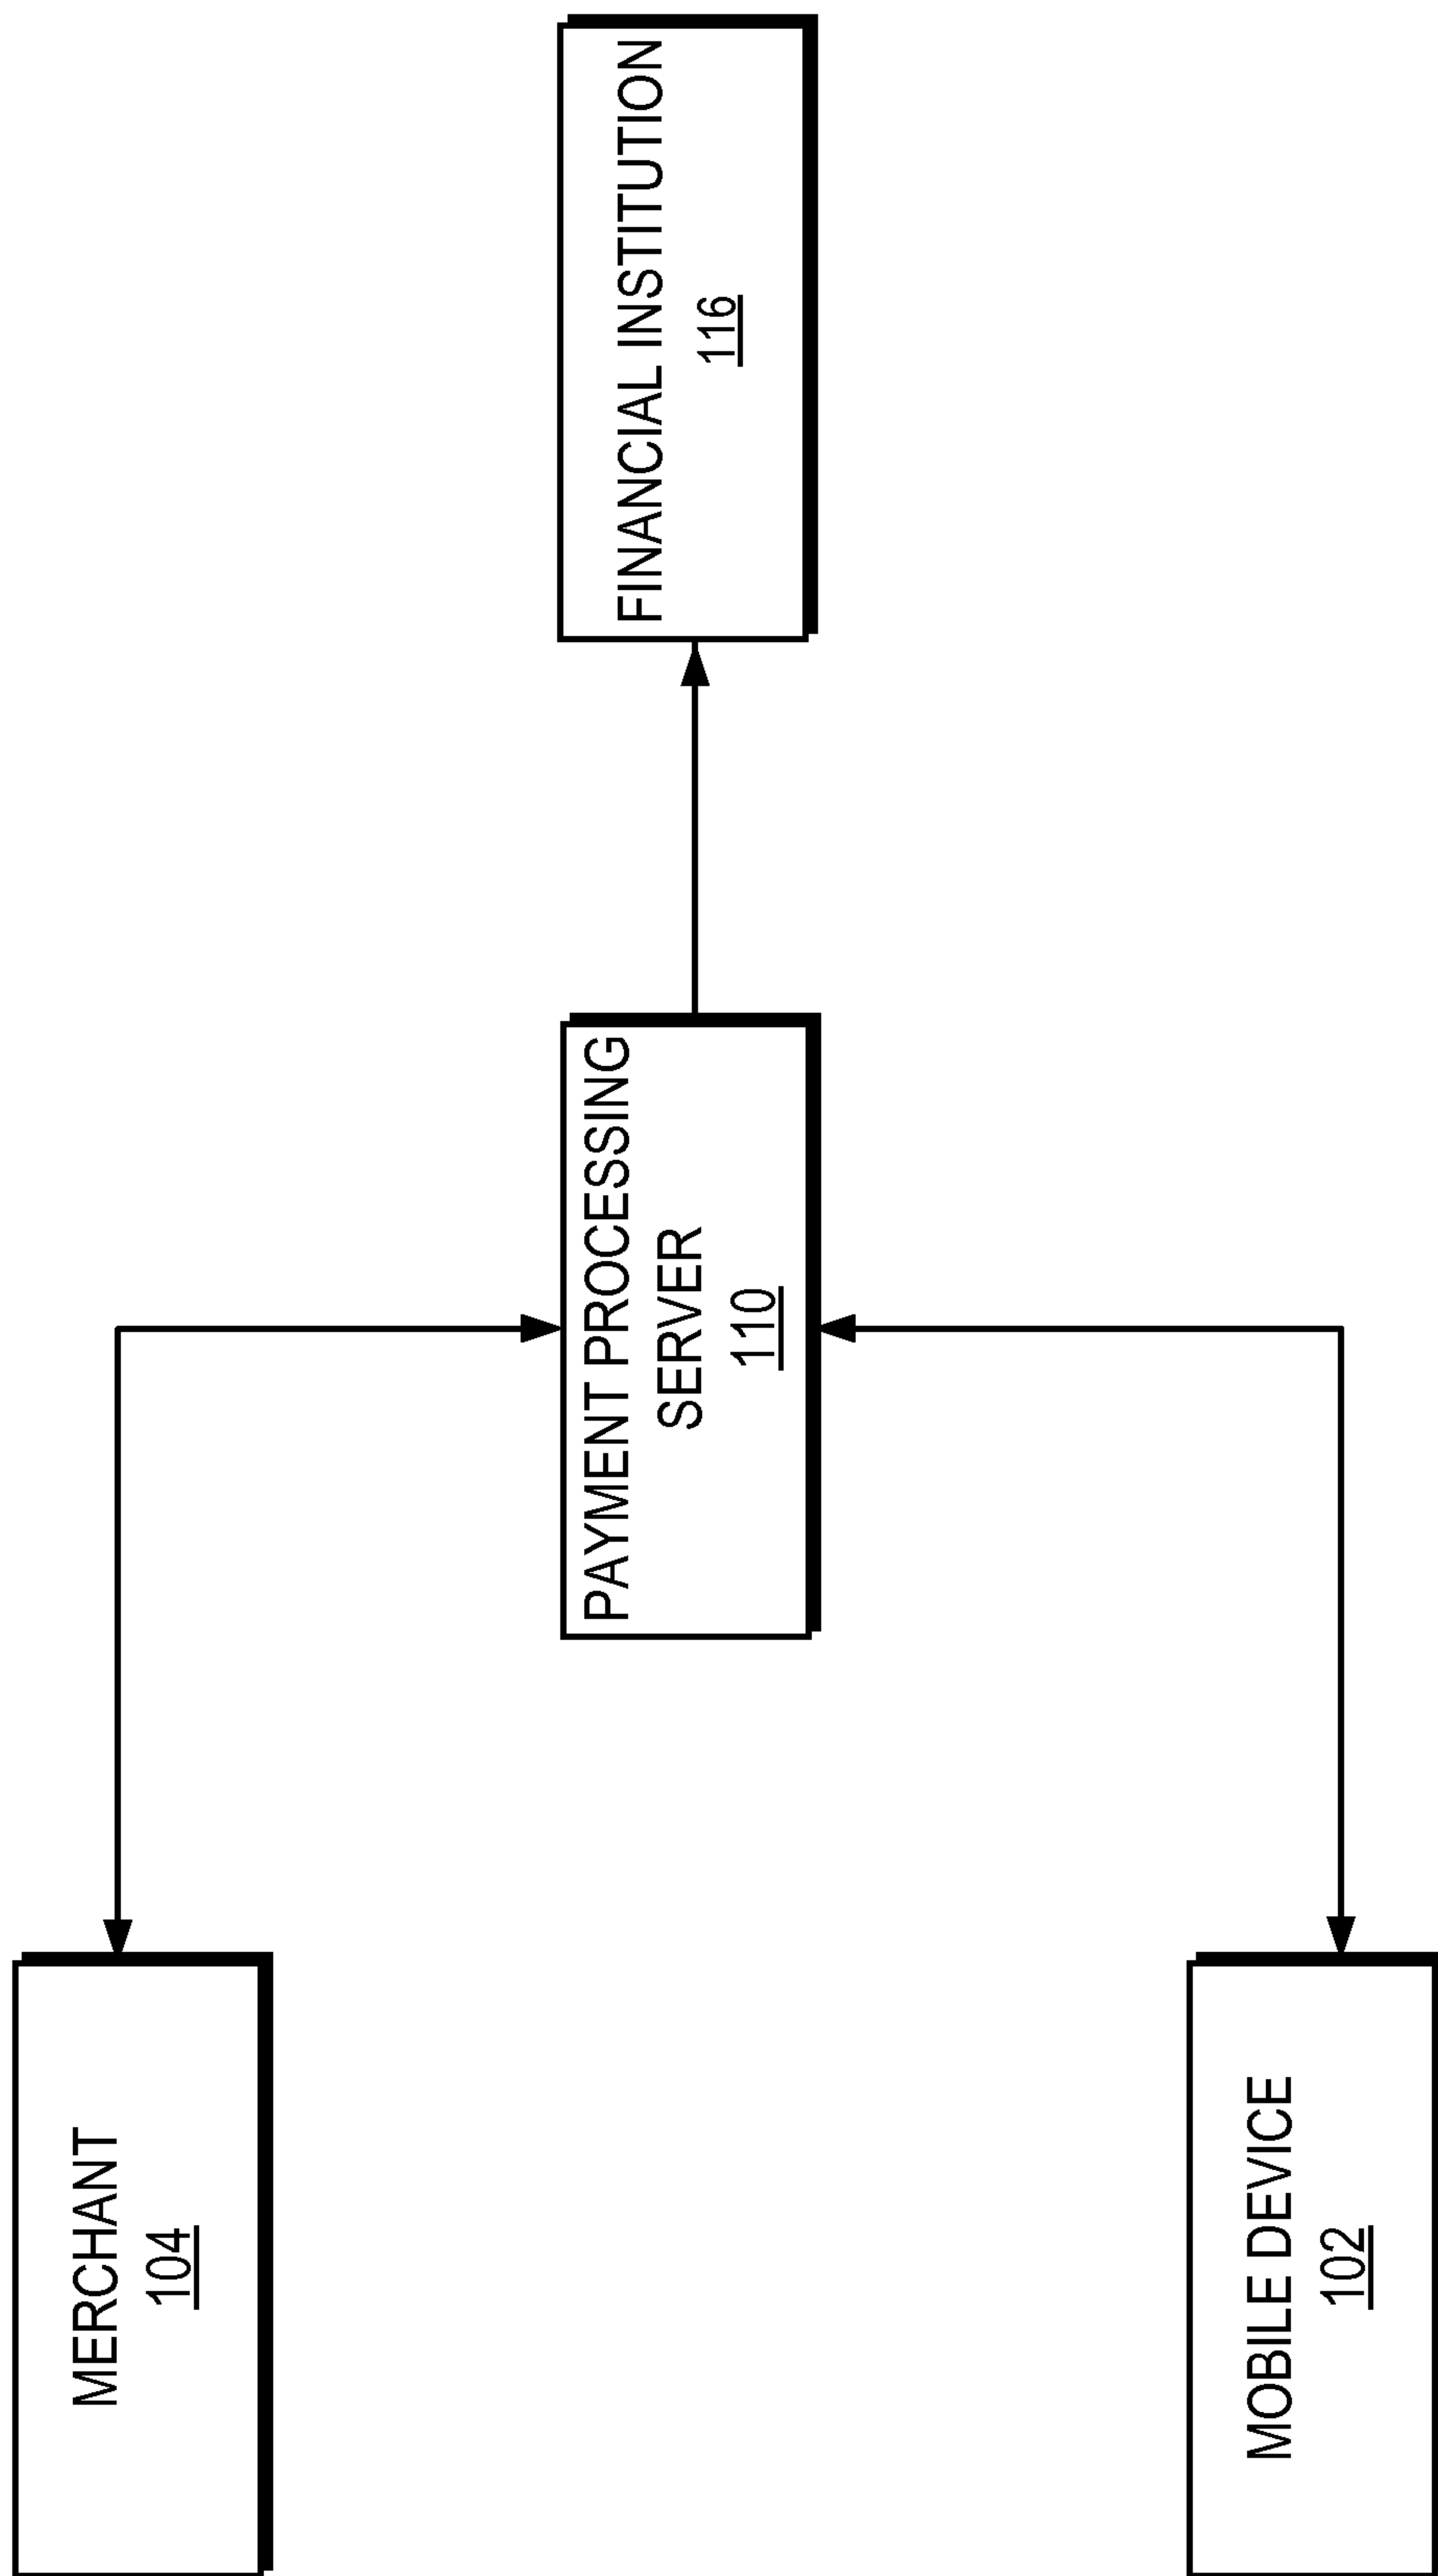 MERCHANT
104
PAYMENT PROCESSING
SERVER
110
FINANCIAL INSTITUTION
116
MOBILE DEVICE
102